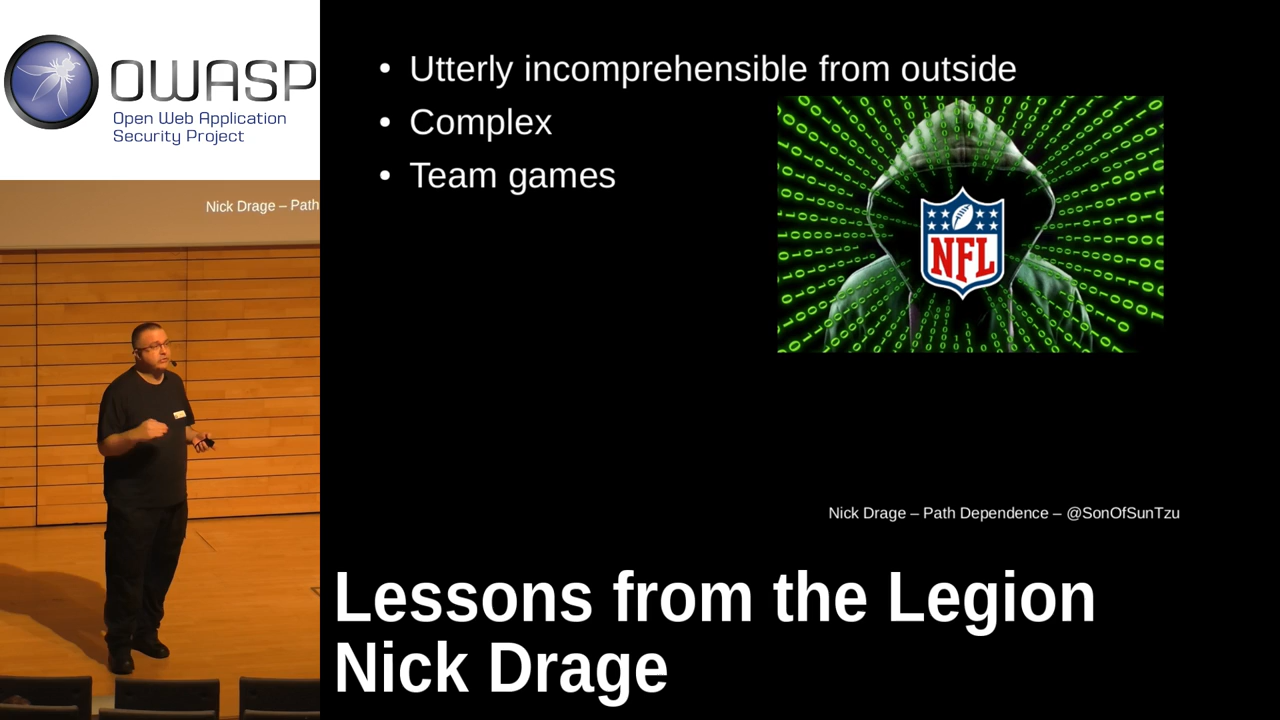 OWASP
Open Web Application
Security Project
Nick Drage – Path
• Utterly incomprehensible from outside
• Complex
• Team games
NFL
Nick Drage – Path Dependence – @SonOfSunTzu
Lessons from the Legion
Nick Drage